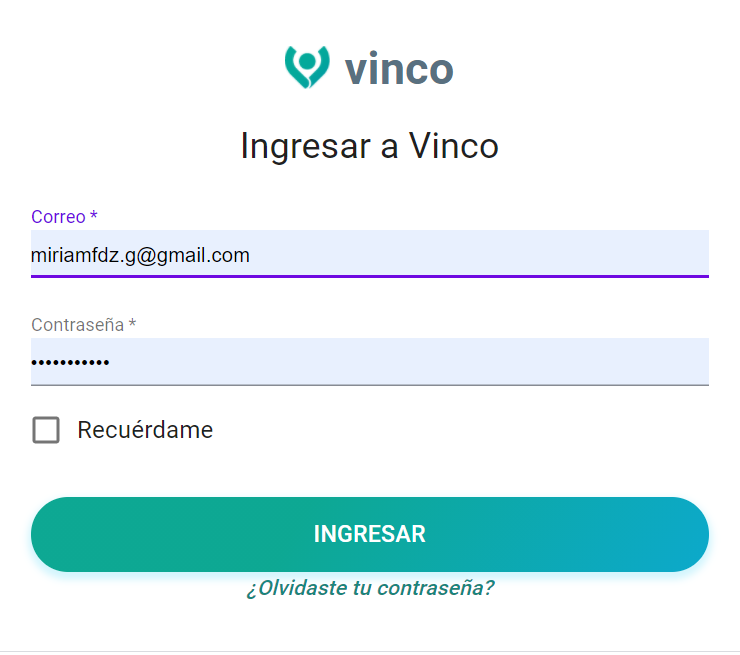 vinco
Ingresar a Vinco
Correo *
miriamfdz.g@gmail.com
Contraseña *
•••••••••••
Recuérdame
INGRESAR
¿Olvidaste tu contraseña?